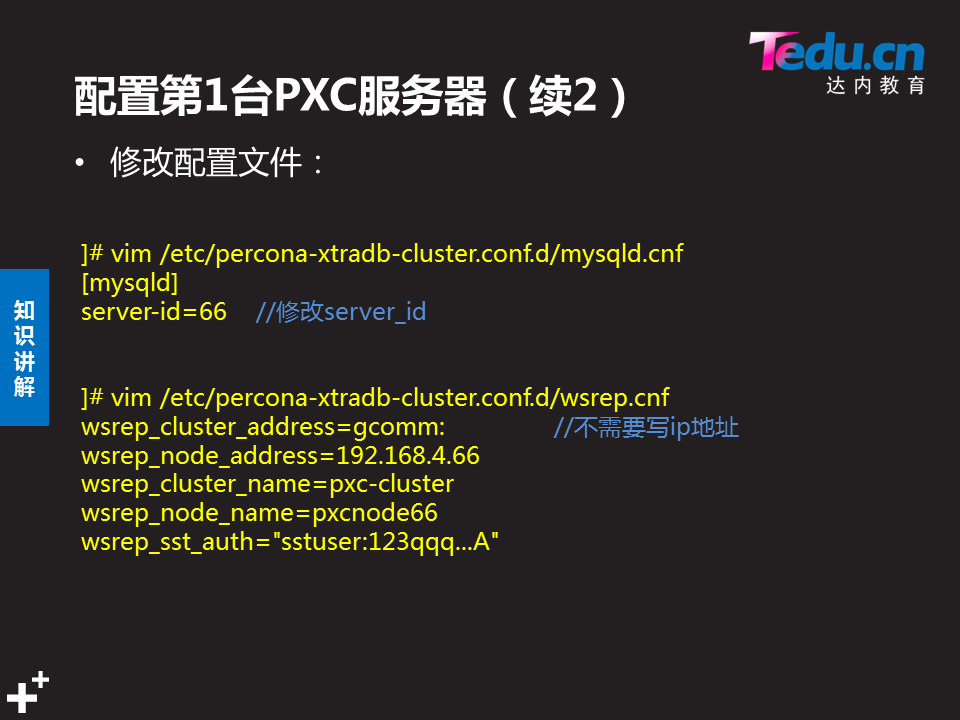 Tedu.cn
达内教育
配置第1台PXC服务器（续2）
• 修改配置文件：
]# vim /etc/percona-xtradb-cluster.conf.d/mysqld.cnf
[mysqld]
server-id=66 //修改server_id
知识讲解
]# vim /etc/percona-xtradb-cluster.conf.d/wsrep.cnf
wsrep_cluster_address=gcomm: //不需要写ip地址
wsrep_node_address=192.168.4.66
wsrep_cluster_name=pxc-cluster
wsrep_node_name=pxcnode66
wsrep_sst_auth="sstuser:123qqq...A"